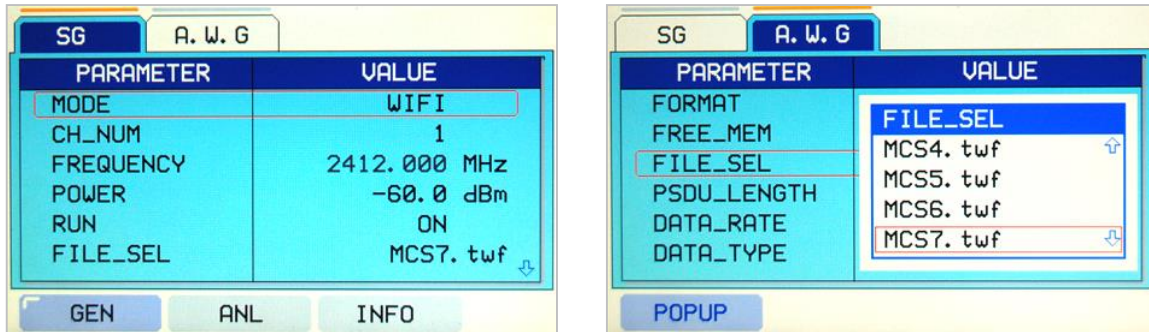 SG A.W.G
PARAMETER VALUE
MODE WIFI
CH_NUM 1
FREQUENCY 2412.000 MHz
POWER -60.0 dBm
RUN ON
FILE_SEL MCS7.twf
GEN ANL INFO
SG A.W.G
PARAMETER VALUE
FORMAT
FREE_MEM
FILE_SEL
PSDU_LENGTH
DATA_RATE
DATA_TYPE
FILE_SEL
MCS4.twf
MCS5.twf
MCS6.twf
MCS7.twf
POPUP